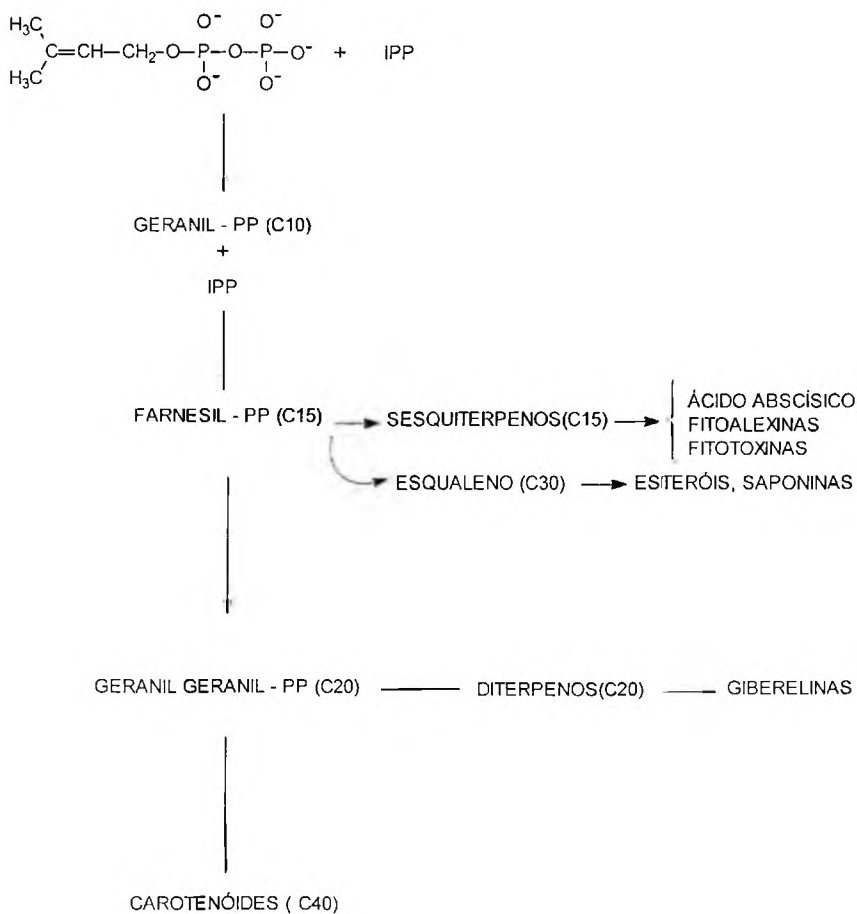 H₃C
H₃C
C=CH—CH₂-O—P—O—P—O⁻ + IPP
O⁻ O⁻
O⁻ O⁻
GERANIL - PP (C10)
+
IPP
FARNESIL - PP (C15)
SESQUITERPENOS(C15)
ÁCIDO ABSCÍSICO
FITOALEXINAS
FITOTOXINAS
ESQUALENO (C30)
ESITERÓIS, SAPONINAS
GERANIL GERANIL - PP (C20)
DITERPENOS(C20)
GIBERELINAS
CAROTENÓIDES ( C40)